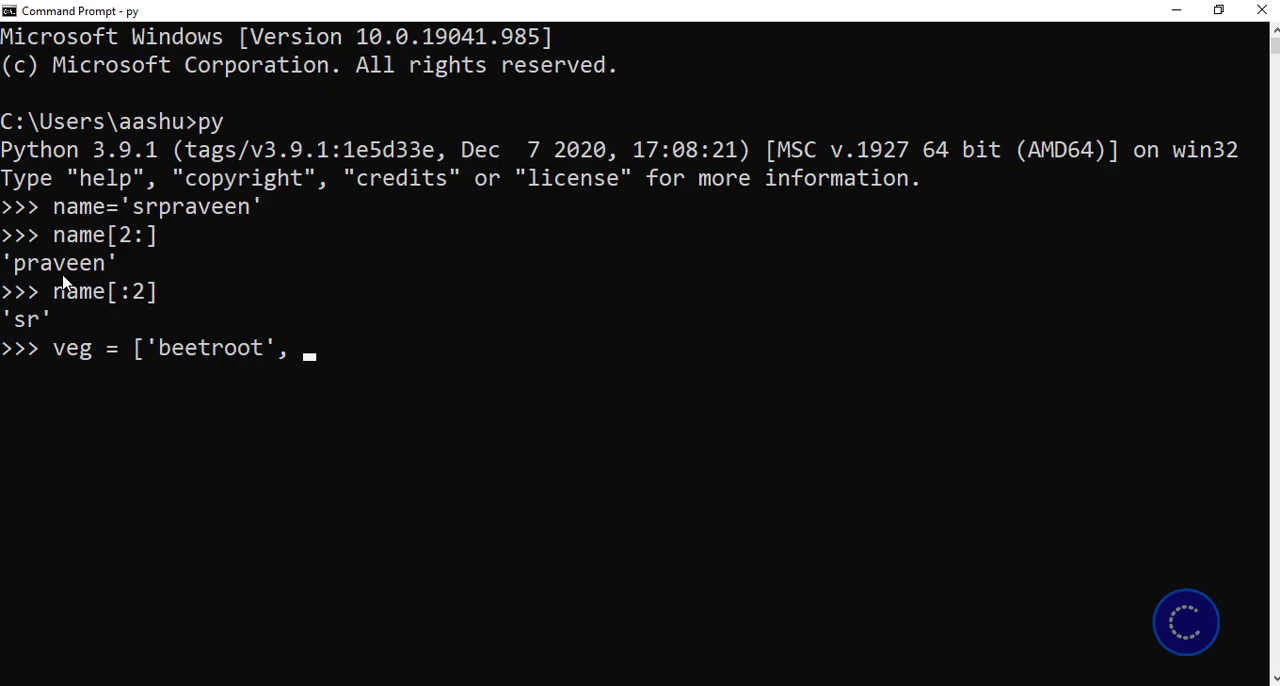 Command Prompt - py
Microsoft Windows [Version 10.0.19041.985]
(c) Microsoft Corporation. All rights reserved.
C:\Users\aashu>py
Python 3.9.1 (tags/v3.9.1:1e5d33e, Dec  7 2020, 17:08:21) [MSC v.1927 64 bit (AMD64)] on win32
Type "help", "copyright", "credits" or "license" for more information.
>>> name='srpraveen'
>>> name[2:]
'praveen'
>>> name[:2]
'sr'
>>> veg = ['beetroot',
C